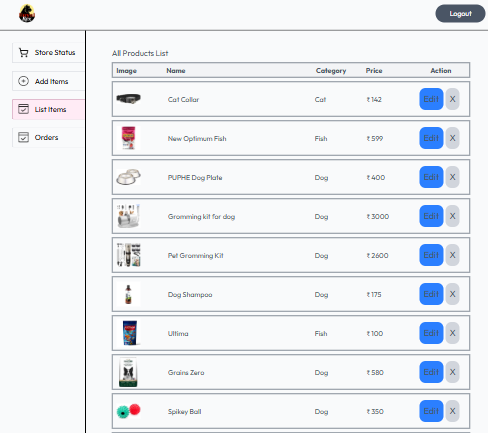 Logout
Store Status
Add Items
List Items
Orders
All Products List
Image Name Category Price Action
Cat Collar Cat ₹ 142 Edit X
New Optimum Fish Fish ₹ 599 Edit X
PUPHE Dog Plate Dog ₹ 400 Edit X
Gromming kit for dog Dog ₹ 3000 Edit X
Pet Gromming Kit Dog ₹ 2600 Edit X
Dog Shampoo Dog ₹ 175 Edit X
Ultima Fish ₹ 100 Edit X
Grains Zero Dog ₹ 580 Edit X
Spikey Ball Dog ₹ 350 Edit X